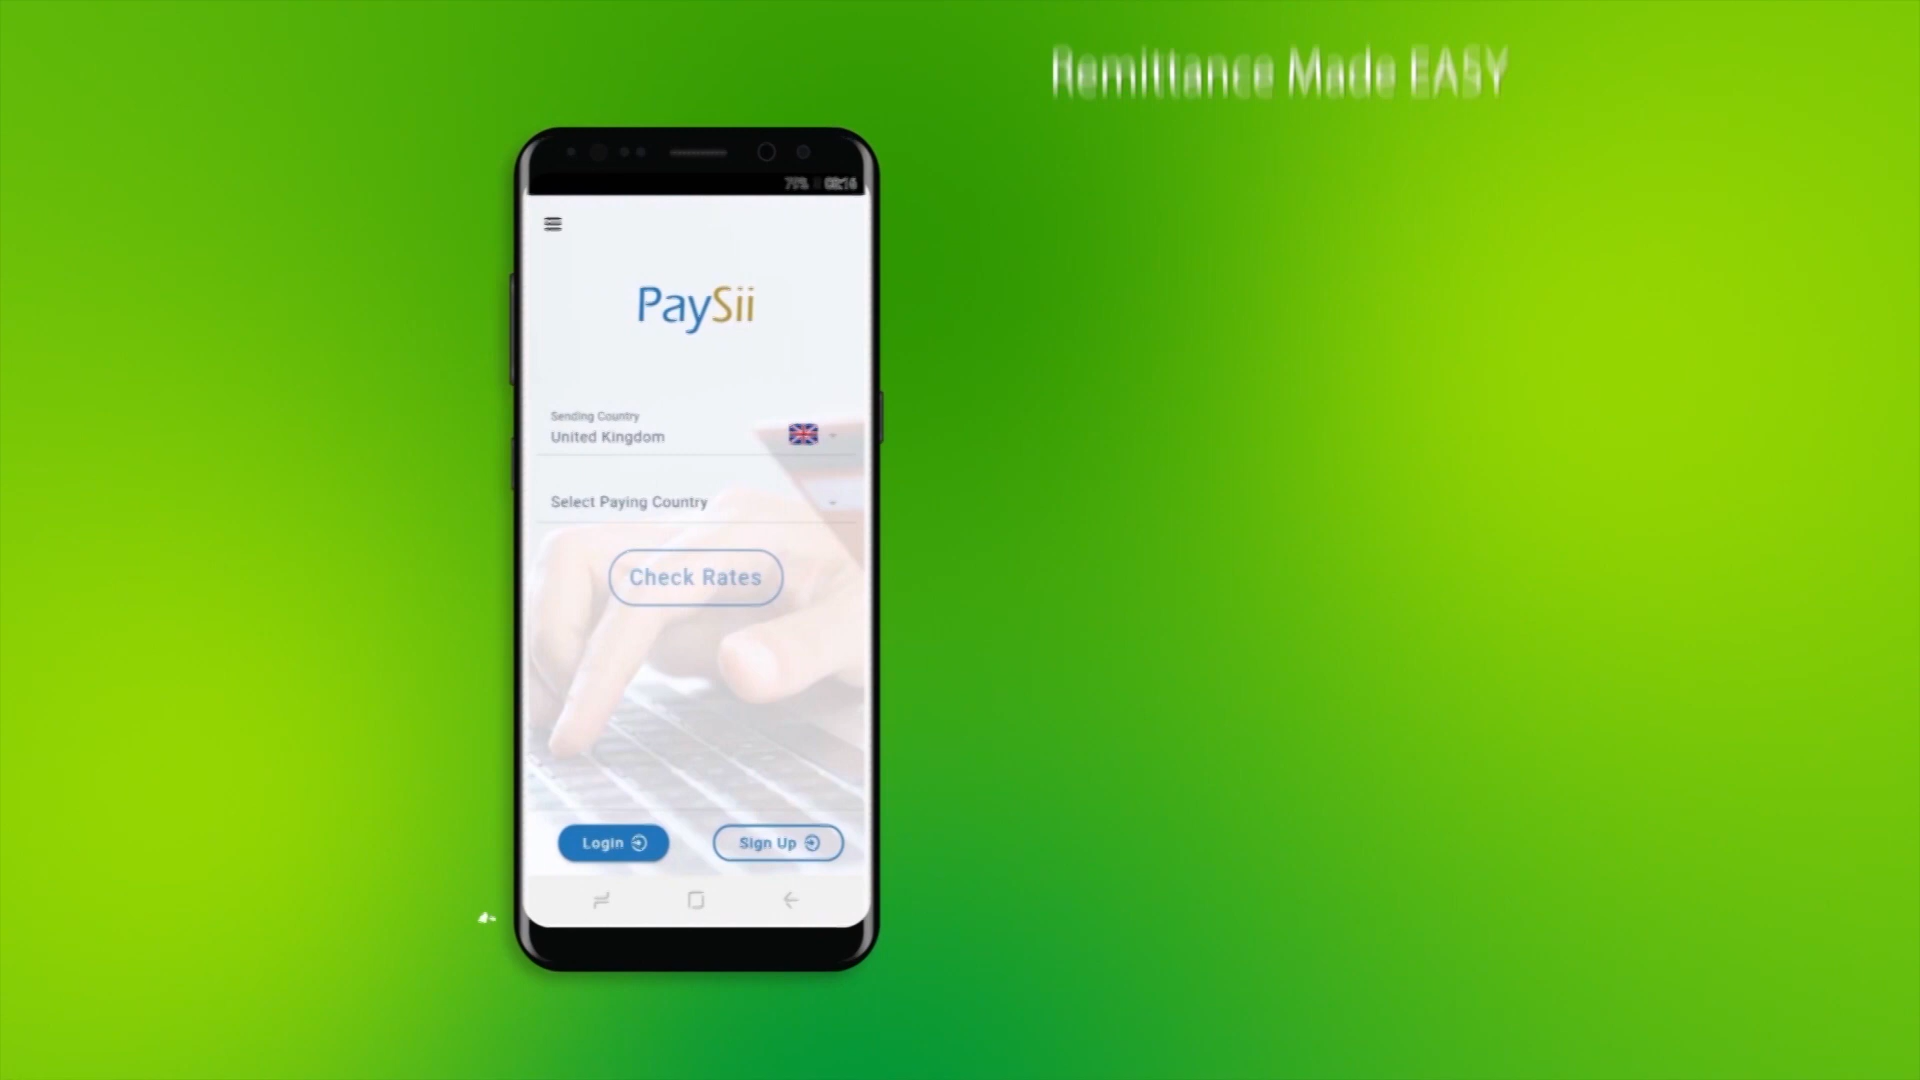 Remittance Made EASY
PaySii
Sending Country
United Kingdom
Select Paying Country
Check Rates
Login
Sign Up